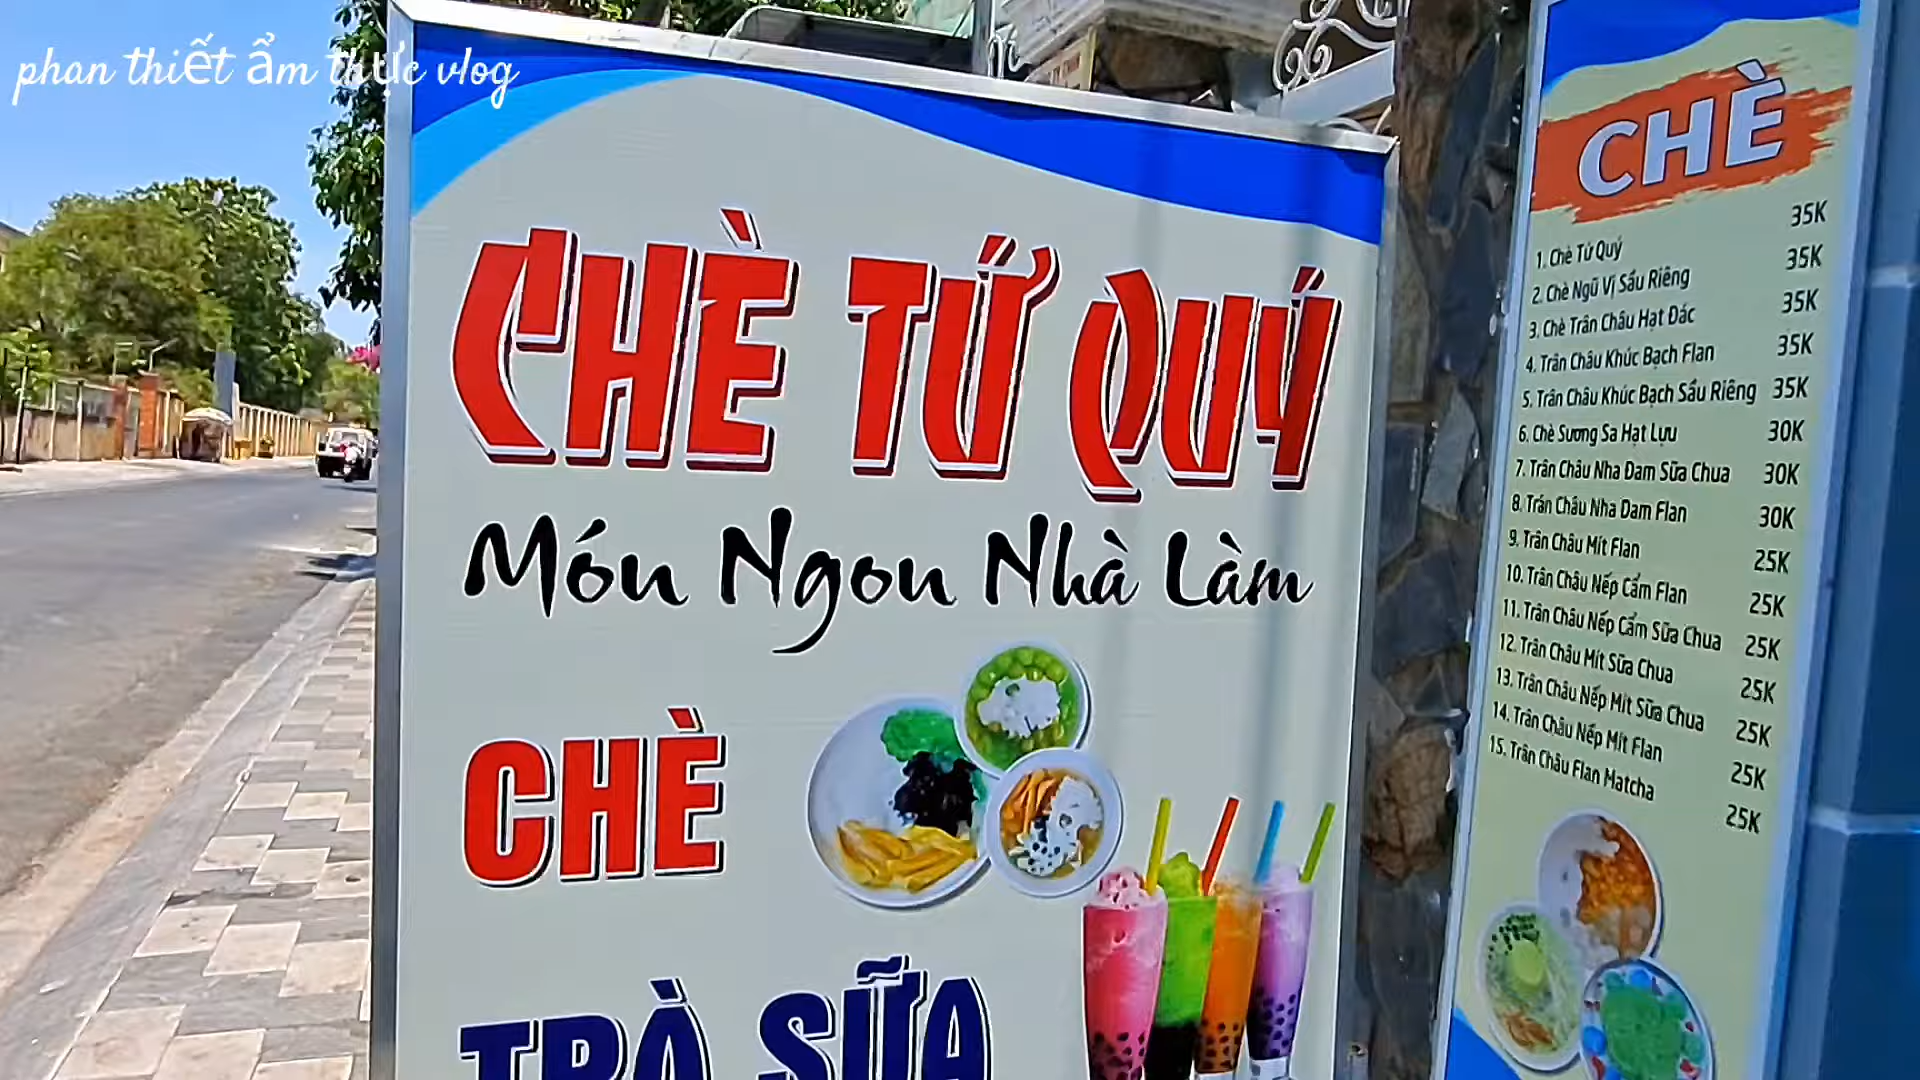 phan thiết ẩm thực vlog
CHÈ TỨ QUÝ
Món Ngon Nhà Làm
CHÈ
TRÀ SỮA
CHÈ
1. Chè Tứ Quý 35K
2. Chè Ngũ Vị Sầu Riêng 35K
3. Chè Trân Châu Hạt Đác 35K
4. Trân Châu Khúc Bạch Flan 35K
5. Trân Châu Khúc Bạch Sầu Riêng 35K
6. Chè Sương Sa Hạt Lựu 30K
7. Trân Châu Nha Đam Sữa Chua 30K
8. Trân Châu Nha Đam Flan 30K
9. Trân Châu Mít Flan 25K
10. Trân Châu Nếp Cẩm Flan 25K
11. Trân Châu Nếp Cẩm Sữa Chua 25K
12. Trân Châu Mít Sữa Chua 25K
13. Trân Châu Nếp Mít Sữa Chua 25K
14. Trân Châu Nếp Mít Flan 25K
15. Trân Châu Flan Matcha 25K